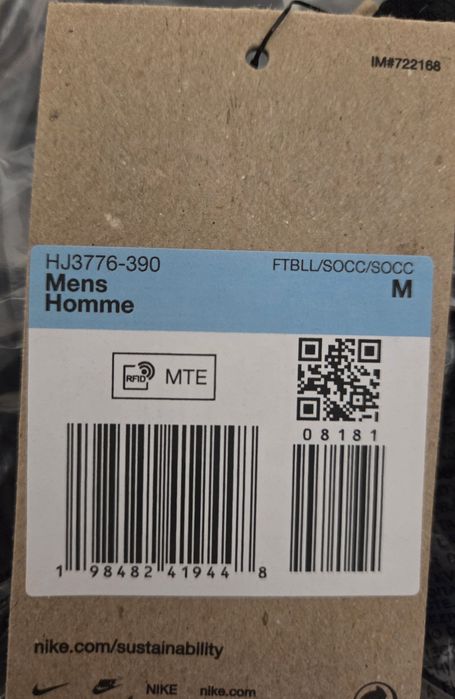 IM#722168
HJ3776-390 FTBLL/SOCC/SOCC
Mens M
Homme
RFID MTE
08181
1 98482 41944 8
nike.com/sustainability
NIKE nike.com